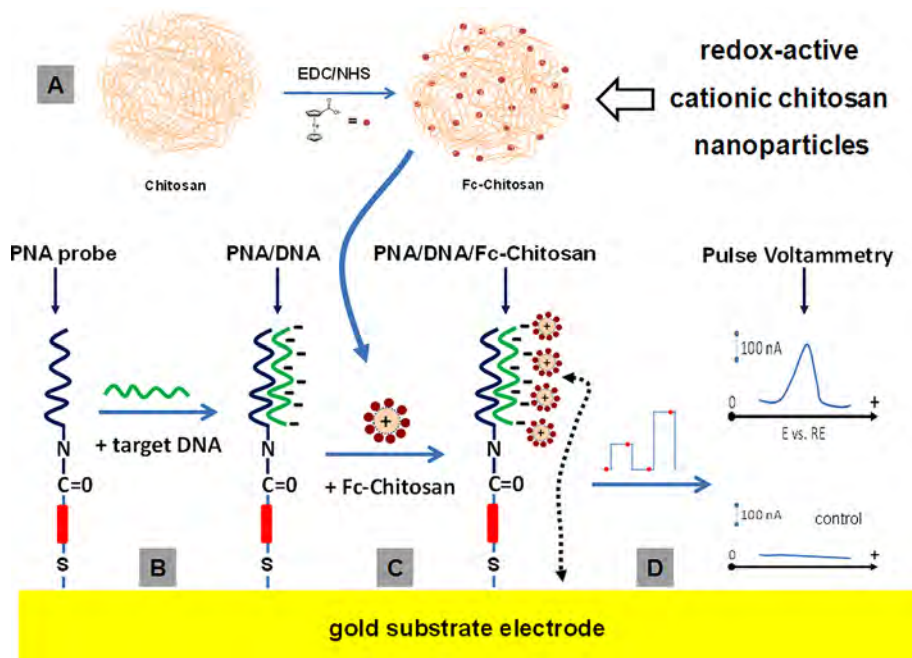 A
EDC/NHS
=
Chitosan
Fc-Chitosan
redox-active
cationic chitosan
nanoparticles
PNA probe
PNA/DNA
PNA/DNA/Fc-Chitosan
Pulse Voltammetry
+ target DNA
+
+ Fc-Chitosan
- - - - -
+
+
+
+
- - - - -
N
N
N
C=0
C=0
C=0
S
S
S
B
C
D
100 nA
0
+
E vs. RE
100 nA
control
0
+
gold substrate electrode